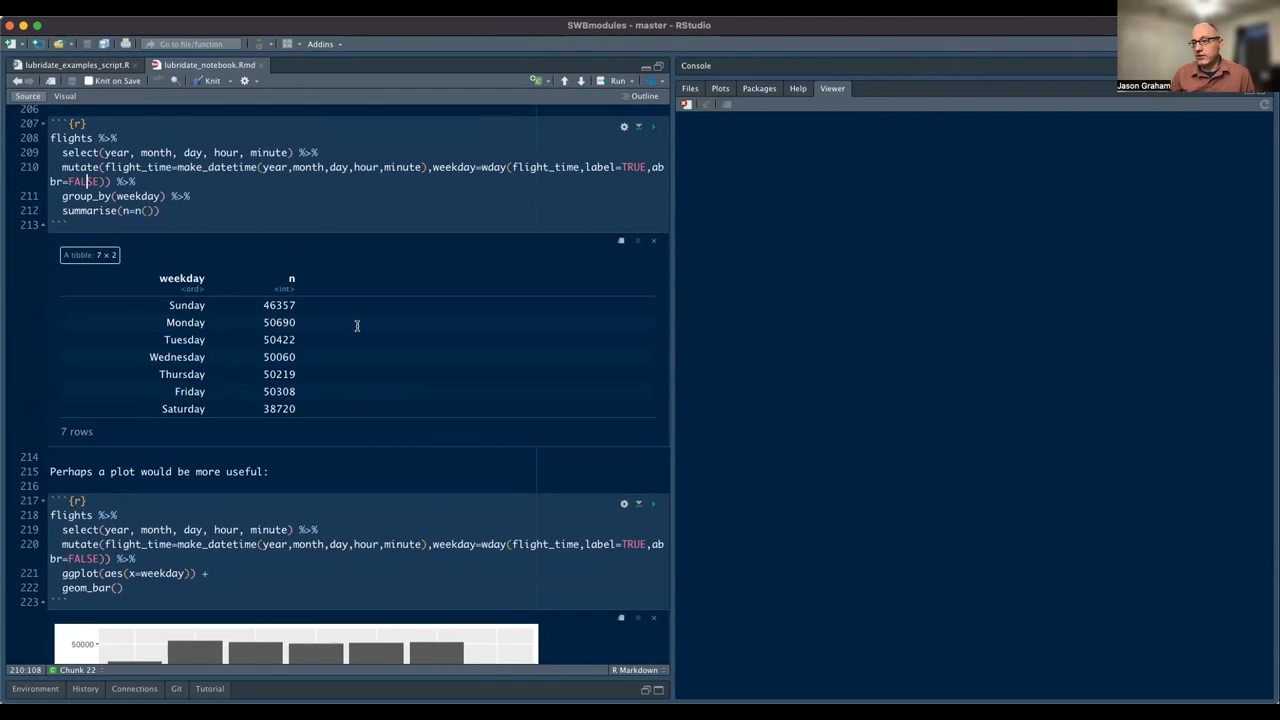 SWBmodules - master - RStudio
Go to file/function
Addins
lubridate_examples_script.R
lubridate_notebook.Rmd
Knit on Save
Knit
Run
Source
Visual
Outline
206
207 ```{r}
208 flights %>%
209 select(year, month, day, hour, minute) %>%
210 mutate(flight_time=make_datetime(year,month,day,hour,minute),weekday=wday(flight_time,label=TRUE,a
bbr=FALSE)) %>%
211 group_by(weekday) %>%
212 summarise(n=n())
213 ```
A tibble: 7 × 2
weekday n
<ord> <int>
Sunday 46357
Monday 50690
Tuesday 50422
Wednesday 50060
Thursday 50219
Friday 50308
Saturday 38720
7 rows
214
215 Perhaps a plot would be more useful:
216
217 ```{r}
218 flights %>%
219 select(year, month, day, hour, minute) %>%
220 mutate(flight_time=make_datetime(year,month,day,hour,minute),weekday=wday(flight_time,label=TRUE,a
bbr=FALSE)) %>%
221 ggplot(aes(x=weekday)) +
222 geom_bar()
223 ```
50000
210:108
Chunk 22
R Markdown
Environment
History
Connections
Git
Tutorial
Console
Files
Plots
Packages
Help
Viewer
Jason Graham